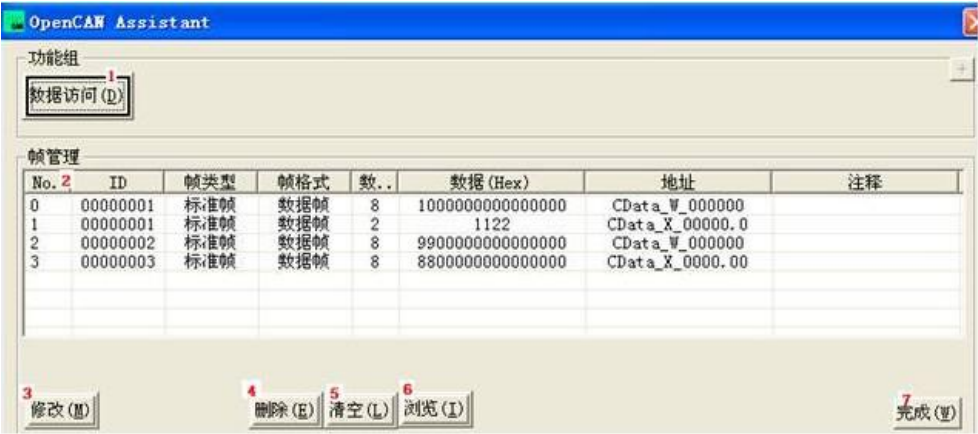 OpenCAN Assistant
功能组
1
数据访问(D)
+
帧管理
No. 2 ID 帧类型 帧格式 数.. 数据(Hex) 地址 注释
0 00000001 标准帧 数据帧 8 1000000000000000 CData_W_000000
1 00000001 标准帧 数据帧 2 1122 CData_X_00000.0
2 00000002 标准帧 数据帧 8 9900000000000000 CData_W_000000
3 00000003 标准帧 数据帧 8 8800000000000000 CData_X_0000.00
3 4 5 6 7
修改(M) 删除(E) 清空(L) 浏览(I) 完成(W)